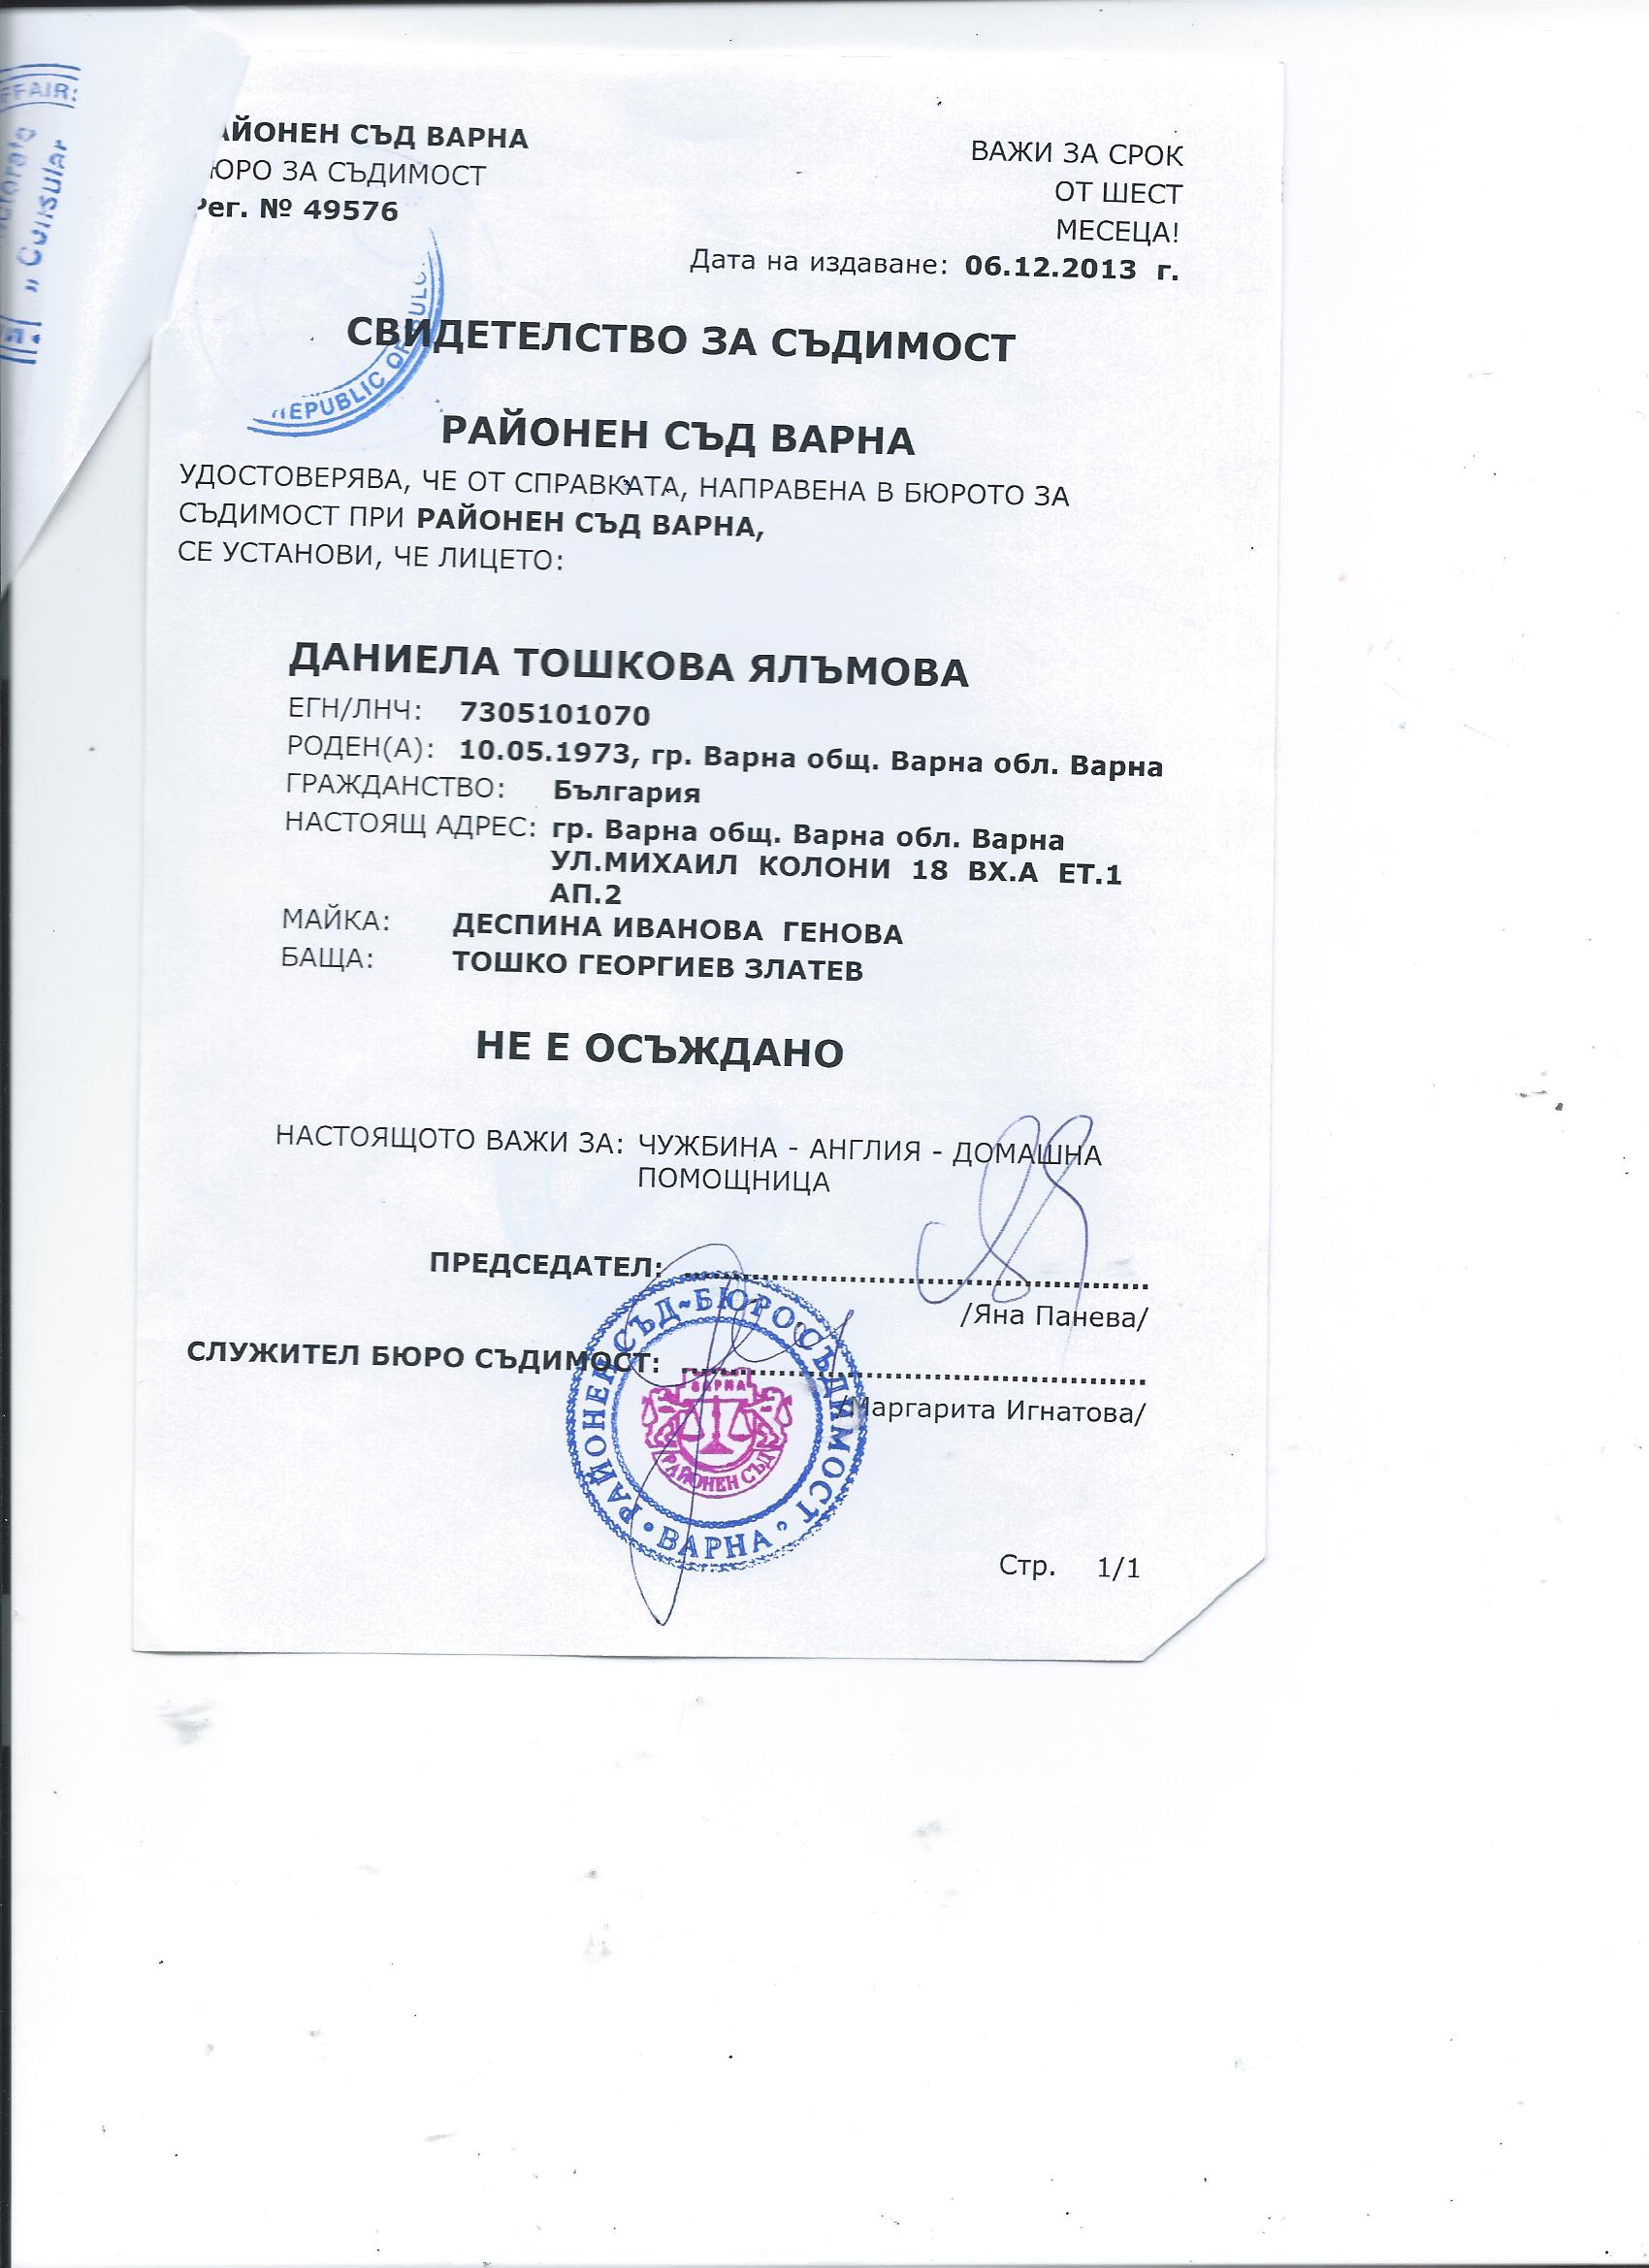 FFAIR:
" Consular
РАЙОНЕН СЪД ВАРНА
БЮРО ЗА СЪДИМОСТ
Рег. № 49576
ВАЖИ ЗА СРОК
ОТ ШЕСТ
МЕСЕЦА!
Дата на издаване: 06.12.2013 г.
REPUBLIC OF BULG
СВИДЕТЕЛСТВО ЗА СЪДИМОСТ
РАЙОНЕН СЪД ВАРНА
УДОСТОВЕРЯВА, ЧЕ ОТ СПРАВКАТА, НАПРАВЕНА В БЮРОТО ЗА
СЪДИМОСТ ПРИ РАЙОНЕН СЪД ВАРНА,
СЕ УСТАНОВИ, ЧЕ ЛИЦЕТО:
ДАНИЕЛА ТОШКОВА ЯЛЪМОВА
ЕГН/ЛНЧ: 7305101070
РОДЕН(А): 10.05.1973, гр. Варна общ. Варна обл. Варна
ГРАЖДАНСТВО: България
НАСТОЯЩ АДРЕС: гр. Варна общ. Варна обл. Варна
УЛ.МИХАИЛ КОЛОНИ 18 ВХ.А ЕТ.1
АП.2
МАЙКА: ДЕСПИНА ИВАНОВА ГЕНОВА
БАЩА: ТОШКО ГЕОРГИЕВ ЗЛАТЕВ
НЕ Е ОСЪЖДАНО
НАСТОЯЩОТО ВАЖИ ЗА: ЧУЖБИНА - АНГЛИЯ - ДОМАШНА
ПОМОЩНИЦА
ПРЕДСЕДАТЕЛ: ................................................
/Яна Панева/
СЛУЖИТЕЛ БЮРО СЪДИМОСТ: ................................................
/Маргарита Игнатова/
РАЙОНЕН СЪД~БЮРО СЪДИМОСТ
• ВАРНА •
ВАРНА
РАЙОНЕН СЪД
Стр. 1/1